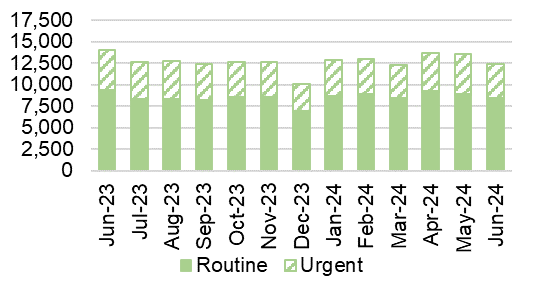 17,500
15,000
12,500
10,000
7,500
5,000
2,500
0
Jun-23
Jul-23
Aug-23
Sep-23
Oct-23
Nov-23
Dec-23
Jan-24
Feb-24
Mar-24
Apr-24
May-24
Jun-24
Routine Urgent